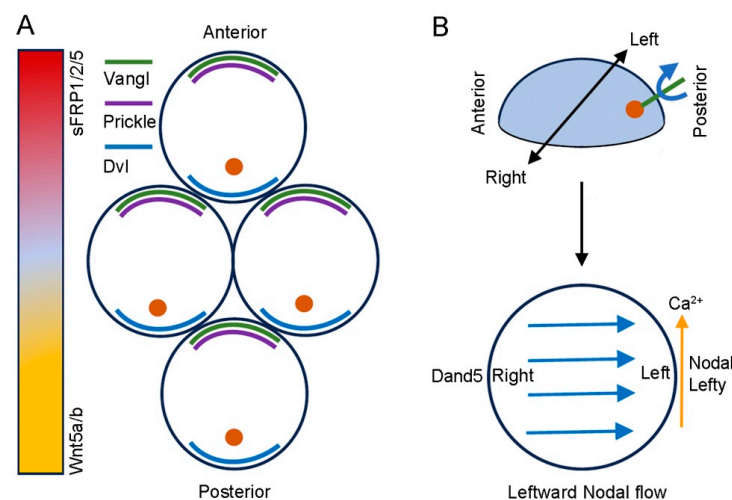 A
Anterior
sFRP1/2/5
Vangl
Prickle
Dvl
Wnt5a/b
Posterior
B
Left
Anterior
Posterior
Right
Ca²⁺
Dand5
Right
Left
Nodal
Lefty
Leftward Nodal flow